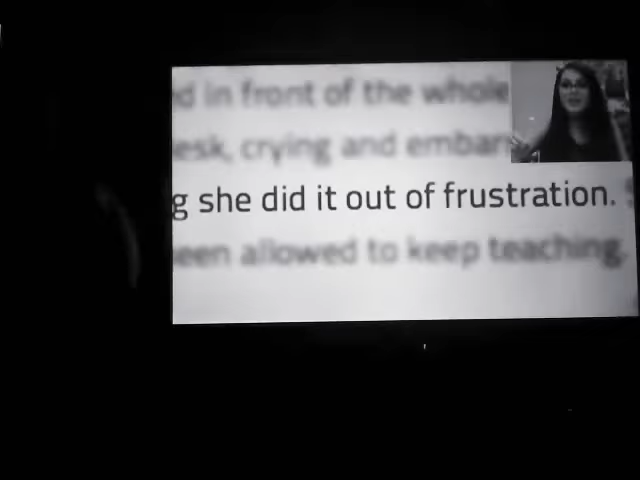 d in front of the whole
esk, crying and embar
g she did it out of frustration.
een allowed to keep teaching.